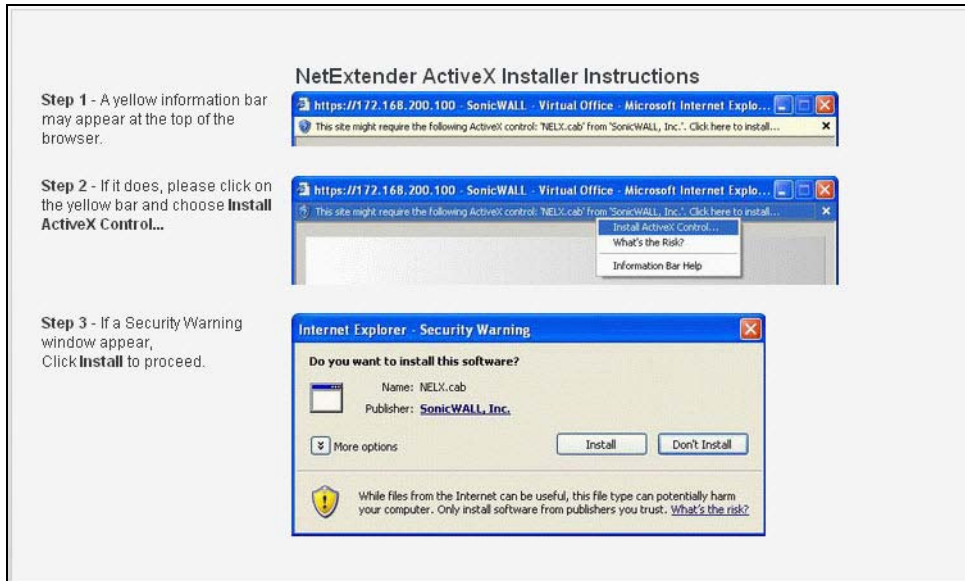 NetExtender ActiveX Installer Instructions
Step 1 - A yellow information bar
may appear at the top of the
browser.
https://172.168.200.100 - SonicWALL - Virtual Office - Microsoft Internet Explo...
This site might require the following ActiveX control: 'NELX.cab' from 'SonicWALL, Inc.'. Click here to install...
Step 2 - If it does, please click on
the yellow bar and choose Install
ActiveX Control...
https://172.168.200.100 - SonicWALL - Virtual Office - Microsoft Internet Explo...
This site might require the following ActiveX control: 'NELX.cab' from 'SonicWALL, Inc.'. Click here to install...
Install ActiveX Control...
What's the Risk?
Information Bar Help
Step 3 - If a Security Warning
window appear,
Click Install to proceed.
Internet Explorer - Security Warning
Do you want to install this software?
Name: NELX.cab
Publisher: SonicWALL, Inc.
More options
Install
Don't Install
While files from the Internet can be useful, this file type can potentially harm
your computer. Only install software from publishers you trust. What's the risk?